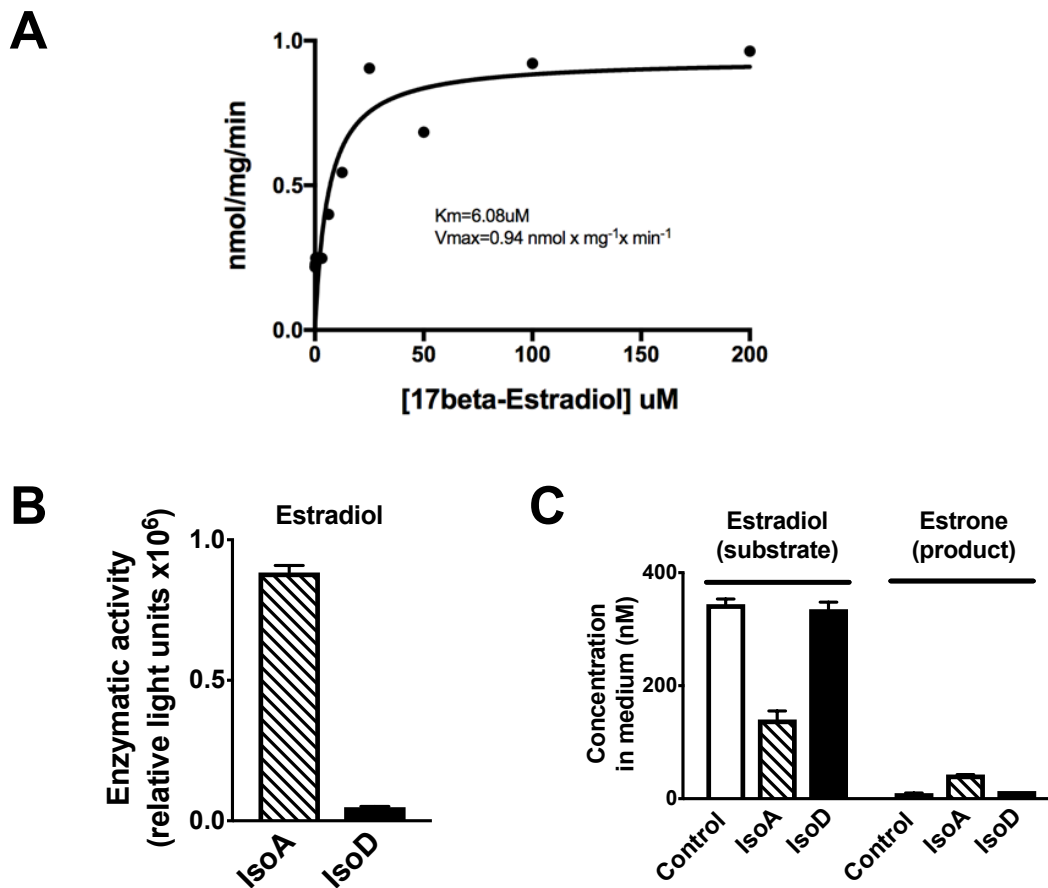 A
1.0
0.5
0.0
nmol/mg/min
Km=6.08uM
Vmax=0.94 nmol x mg⁻¹x min⁻¹
0 50 100 150 200
[17beta-Estradiol] uM
B
Estradiol
Enzymatic activity
(relative light units x10⁶)
1.0
0.5
0.0
IsoA
IsoD
C
Estradiol
(substrate)
Estrone
(product)
Concentration
in medium (nM)
400
200
0
Control
IsoA
IsoD
Control
IsoA
IsoD